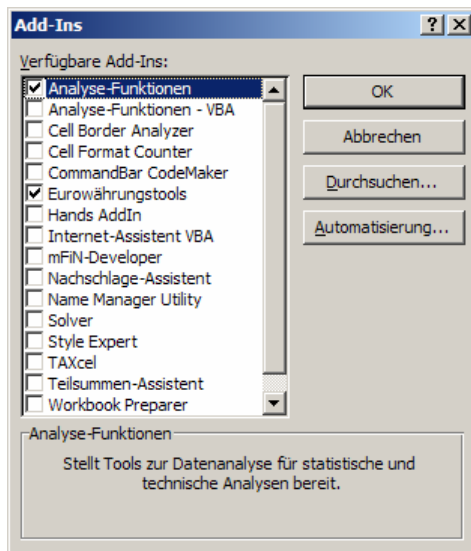 Add-Ins
Verfügbare Add-Ins:
Analyse-Funktionen
Analyse-Funktionen - VBA
Cell Border Analyzer
Cell Format Counter
CommandBar CodeMaker
Eurowährungstools
Hands AddIn
Internet-Assistent VBA
mFiN-Developer
Nachschlage-Assistent
Name Manager Utility
Solver
Style Expert
TAXcel
Teilsummen-Assistent
Workbook Preparer
OK
Abbrechen
Durchsuchen...
Automatisierung...
Analyse-Funktionen
Stellt Tools zur Datenanalyse für statistische und
technische Analysen bereit.